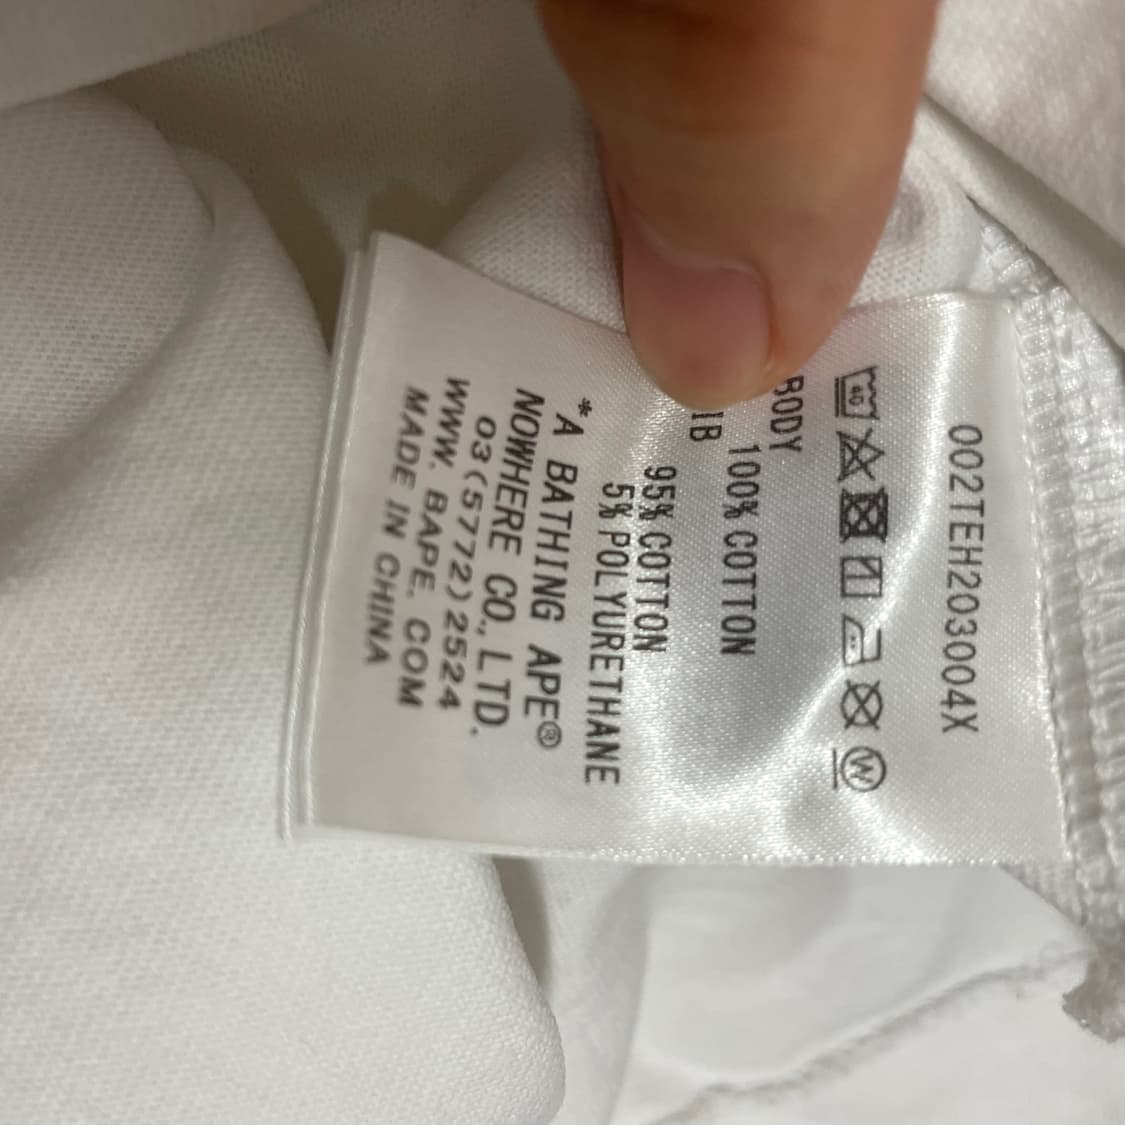 002TEH203004X
40
W
BODY
100% COTTON
IB
95% COTTON
5% POLYURETHANE
*A BATHING APE®
NOWHERE CO., LTD.
03(5772)2524
WWW. BAPE. COM
MADE IN CHINA